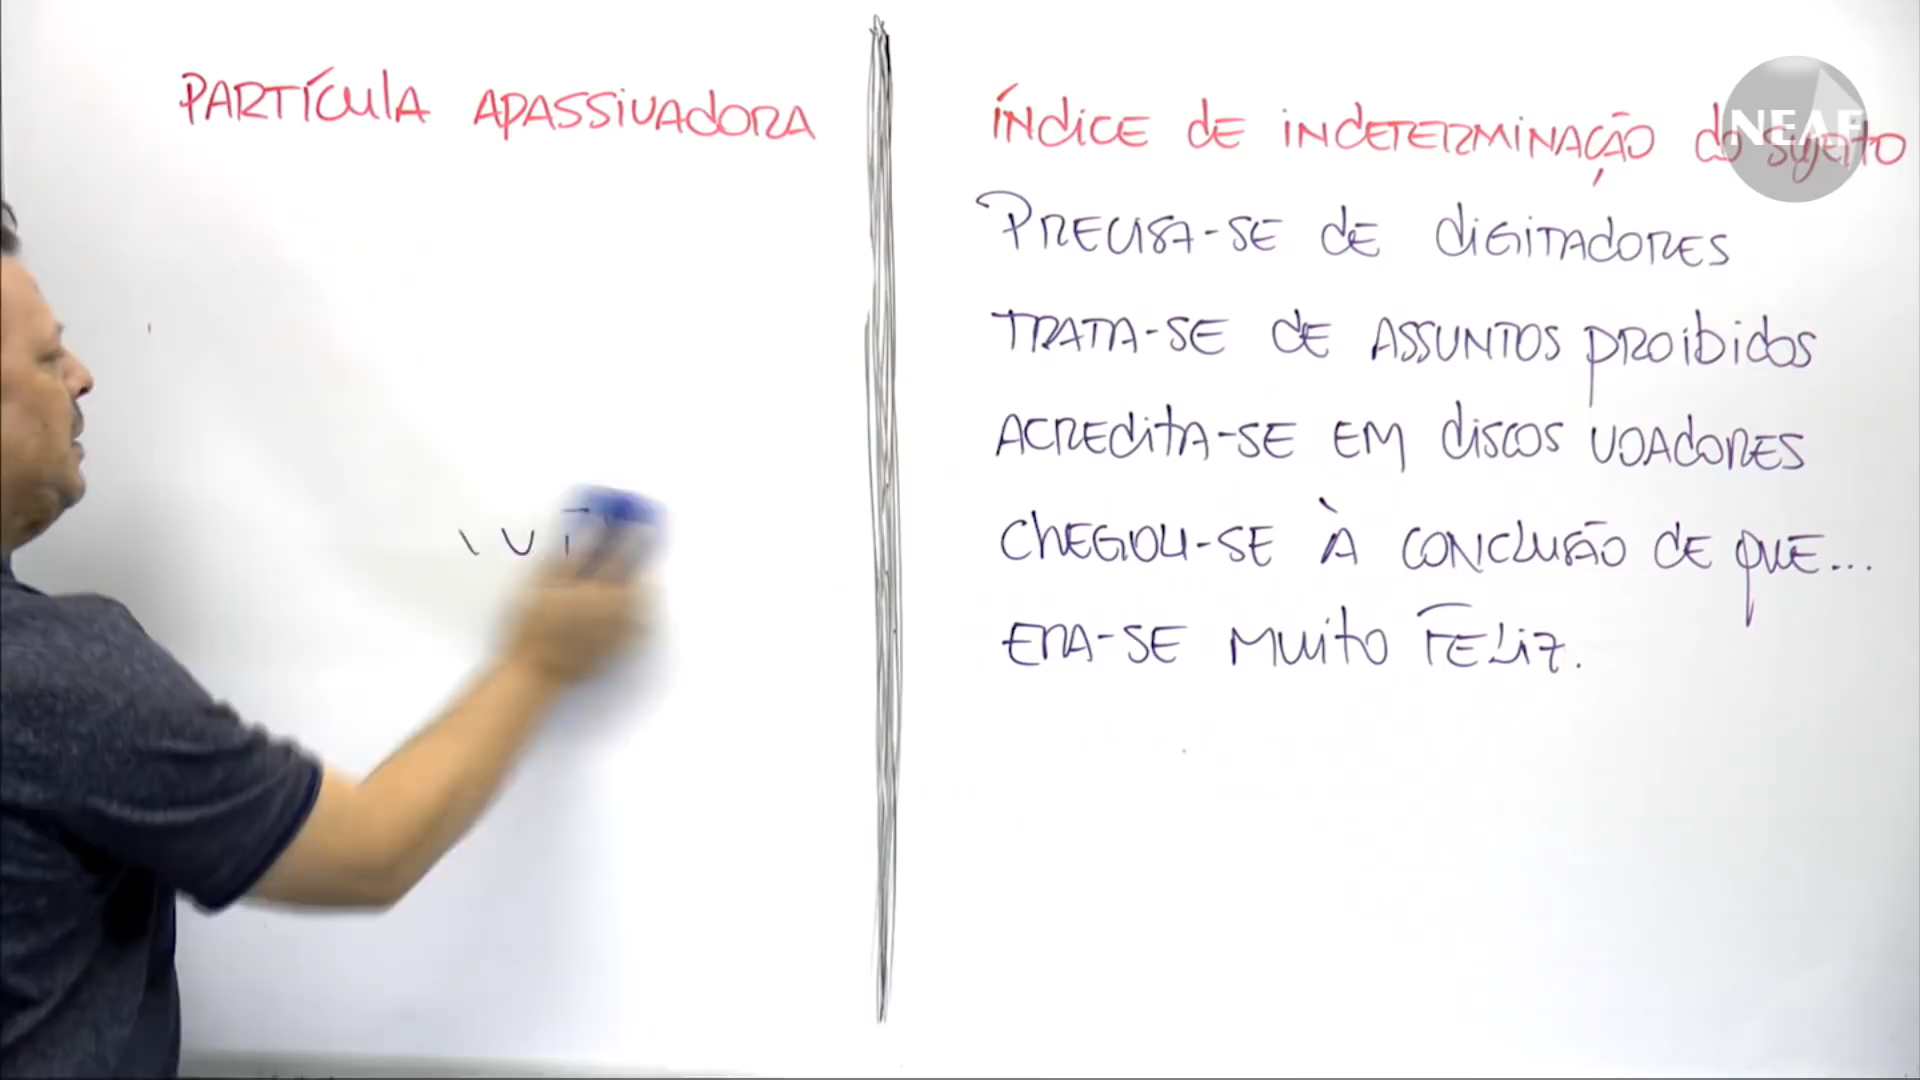 PARTÍCULA APASSIVADORA
ÍNDICE DE INDETERMINAÇÃO do sujeito
NEAF
PRECISA-SE DE DIGITADORES
TRATA-SE DE ASSUNTOS PROIBIDOS
ACREDITA-SE EM DISCOS VOADORES
CHEGOU-SE À CONCLUSÃO DE QUE...
ERA-SE MUITO FELIZ.